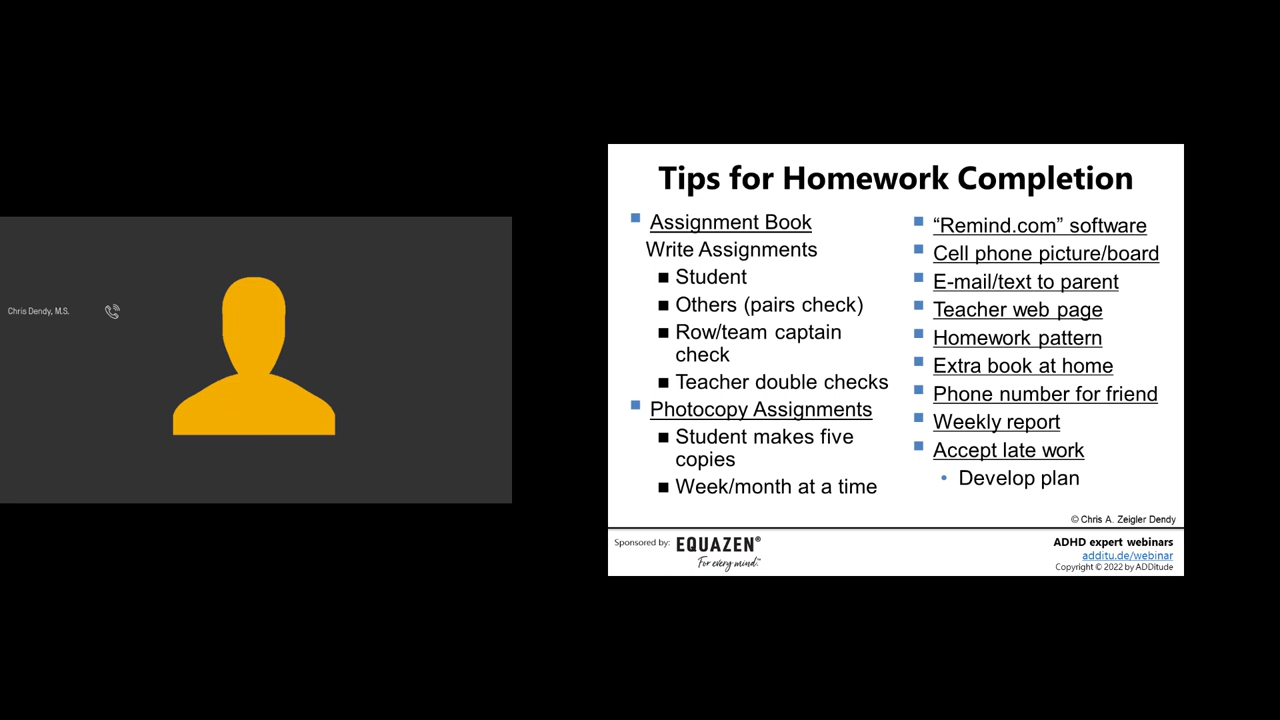 Chris Dendy, M.S.
Tips for Homework Completion
Assignment Book
Write Assignments
Student
Others (pairs check)
Row/team captain
check
Teacher double checks
Photocopy Assignments
Student makes five
copies
Week/month at a time
“Remind.com” software
Cell phone picture/board
E-mail/text to parent
Teacher web page
Homework pattern
Extra book at home
Phone number for friend
Weekly report
Accept late work
Develop plan
© Chris A. Zeigler Dendy
Sponsored by: EQUAZEN®
For every mind.™
ADHD expert webinars
additu.de/webinar
Copyright © 2022 by ADDitude